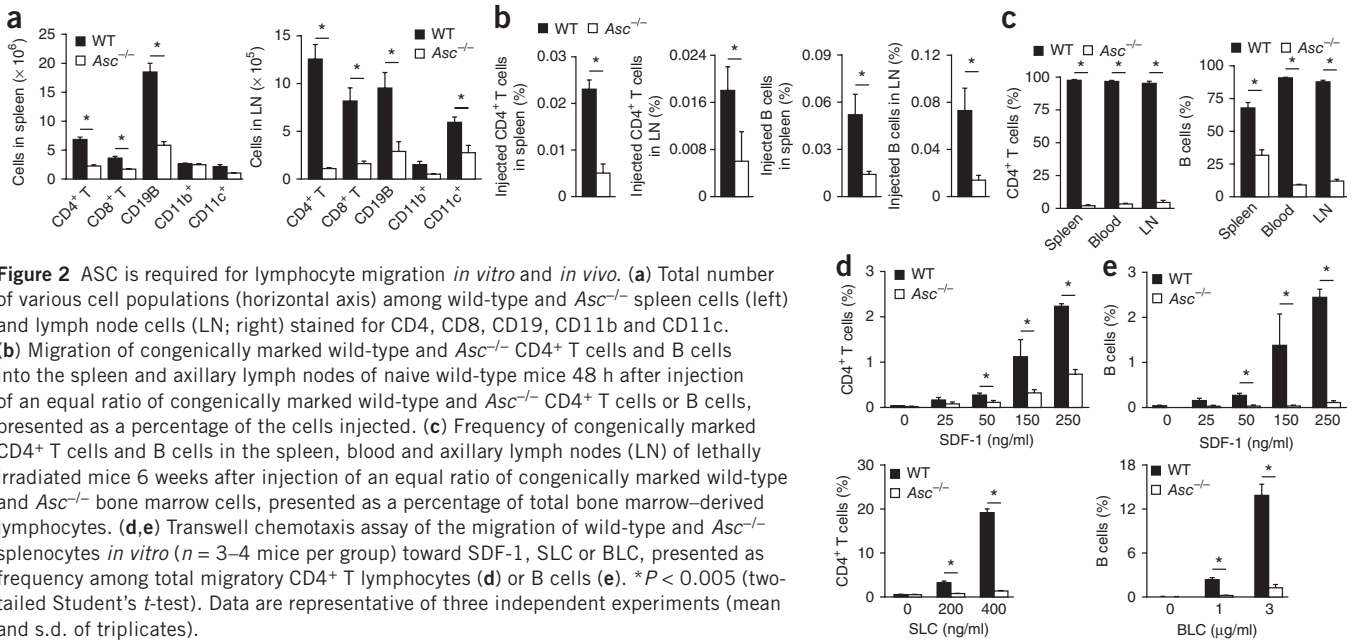 a
Cells in spleen (× 10⁶)
25
20
15
10
5
0
WT
Asc⁻/⁻
*
*
*
CD4⁺ T
CD8⁺ T
CD19B
CD11b⁺
CD11c⁺
Cells in LN (× 10⁵)
15
10
5
0
WT
Asc⁻/⁻
*
*
*
*
CD4⁺ T
CD8⁺ T
CD19B
CD11b⁺
CD11c⁺
b
WT Asc⁻/⁻
Injected CD4⁺ T cells
in spleen (%)
0.03
0.02
0.01
0
*
Injected CD4⁺ T cells
in LN (%)
0.024
0.016
0.008
0
*
Injected B cells
in spleen (%)
0.09
0.06
0.03
0
*
Injected B cells in LN (%)
0.12
0.08
0.04
0
*
c
WT Asc⁻/⁻
CD4⁺ T cells (%)
100
75
50
25
0
* * *
Spleen
Blood
LN
WT Asc⁻/⁻
B cells (%)
100
75
50
25
0
* * *
Spleen
Blood
LN
Figure 2 ASC is required for lymphocyte migration in vitro and in vivo. (a) Total number
of various cell populations (horizontal axis) among wild-type and Asc⁻/⁻ spleen cells (left)
and lymph node cells (LN; right) stained for CD4, CD8, CD19, CD11b and CD11c.
(b) Migration of congenically marked wild-type and Asc⁻/⁻ CD4⁺ T cells and B cells
into the spleen and axillary lymph nodes of naive wild-type mice 48 h after injection
of an equal ratio of congenically marked wild-type and Asc⁻/⁻ CD4⁺ T cells or B cells,
presented as a percentage of the cells injected. (c) Frequency of congenically marked
CD4⁺ T cells and B cells in the spleen, blood and axillary lymph nodes (LN) of lethally
irradiated mice 6 weeks after injection of an equal ratio of congenically marked wild-type
and Asc⁻/⁻ bone marrow cells, presented as a percentage of total bone marrow–derived
lymphocytes. (d,e) Transwell chemotaxis assay of the migration of wild-type and Asc⁻/⁻
splenocytes in vitro (n = 3–4 mice per group) toward SDF-1, SLC or BLC, presented as
frequency among total migratory CD4⁺ T lymphocytes (d) or B cells (e). *P < 0.005 (two-
tailed Student's t-test). Data are representative of three independent experiments (mean
and s.d. of triplicates).
d
CD4⁺ T cells (%)
3
2
1
0
WT
Asc⁻/⁻
*
*
*
0 25 50 150 250
SDF-1 (ng/ml)
CD4⁺ T cells (%)
30
20
10
0
WT
Asc⁻/⁻
*
*
0 200 400
SLC (ng/ml)
e
B cells (%)
3
2
1
0
WT
Asc⁻/⁻
*
*
*
0 25 50 150 250
SDF-1 (ng/ml)
B cells (%)
18
12
6
0
WT
Asc⁻/⁻
*
*
0 1 3
BLC (µg/ml)